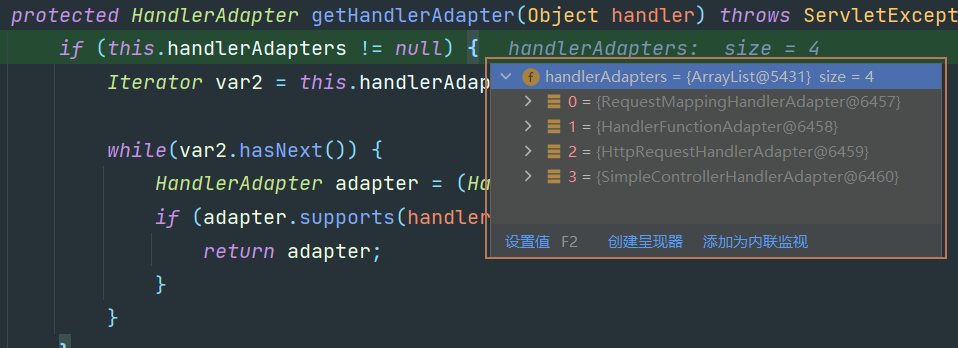 protected HandlerAdapter getHandlerAdapter(Object handler) throws ServletExcept
if (this.handlerAdapters != null) { handlerAdapters: size = 4
Iterator var2 = this.handlerAdap
handlerAdapters = {ArrayList@5431} size = 4
0 = {RequestMappingHandlerAdapter@6457}
1 = {HandlerFunctionAdapter@6458}
2 = {HttpRequestHandlerAdapter@6459}
3 = {SimpleControllerHandlerAdapter@6460}
设置值 F2 创建呈现器 添加为内联监视
while(var2.hasNext()) {
HandlerAdapter adapter = (Ha
if (adapter.supports(handler
return adapter;
}
}
}